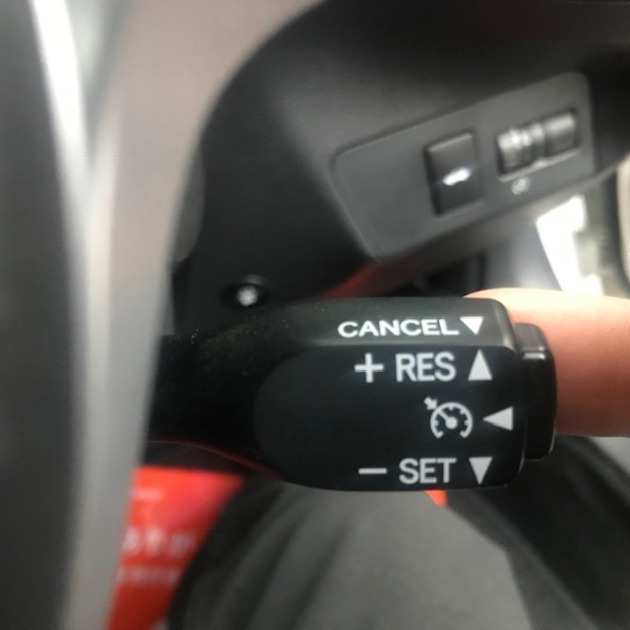 CANCEL▼
+ RES ▲
◀
− SET ▼